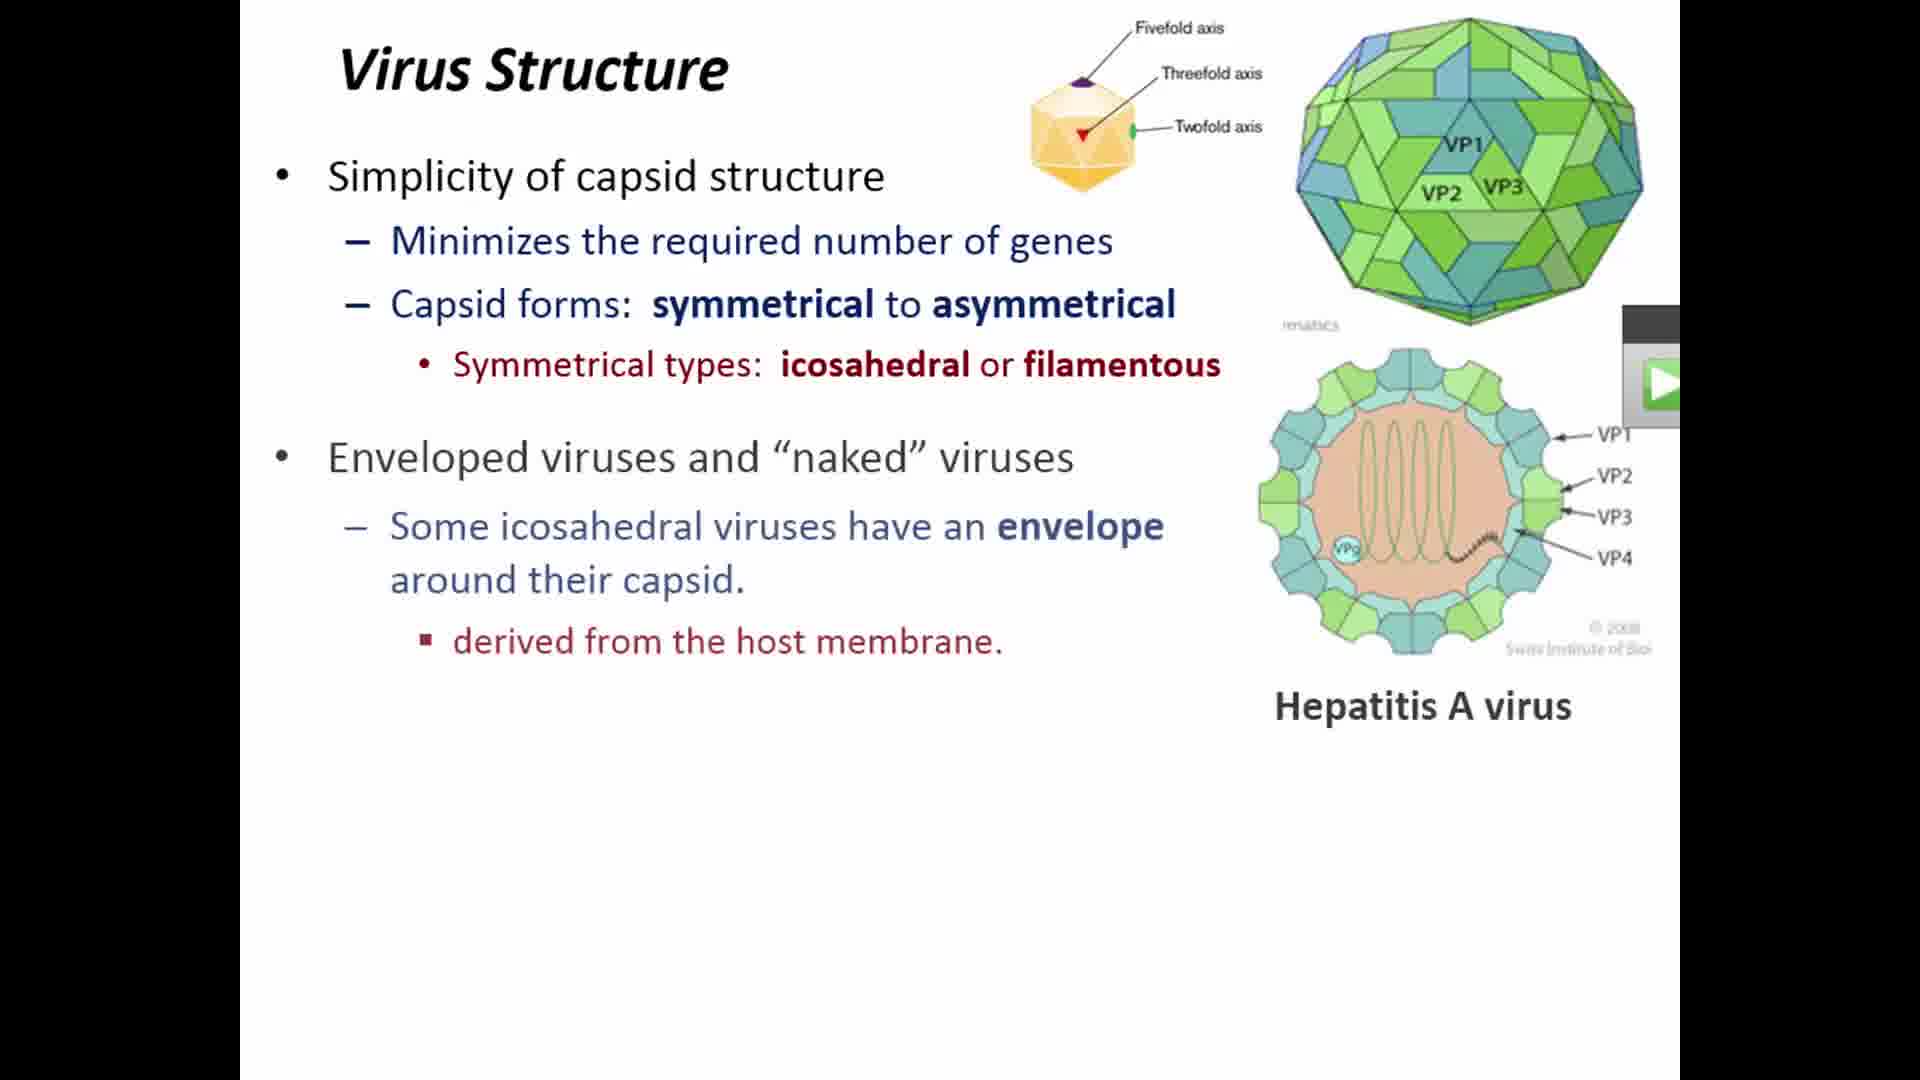 Virus Structure
Fivefold axis
Threefold axis
Twofold axis
VP1
VP2
VP3
• Simplicity of capsid structure
– Minimizes the required number of genes
– Capsid forms: symmetrical to asymmetrical
• Symmetrical types: icosahedral or filamentous
• Enveloped viruses and “naked” viruses
– Some icosahedral viruses have an envelope
around their capsid.
▪ derived from the host membrane.
VP1
VP2
VP3
VP4
VPg
© 2008
Swiss Institute of Bioi
Hepatitis A virus